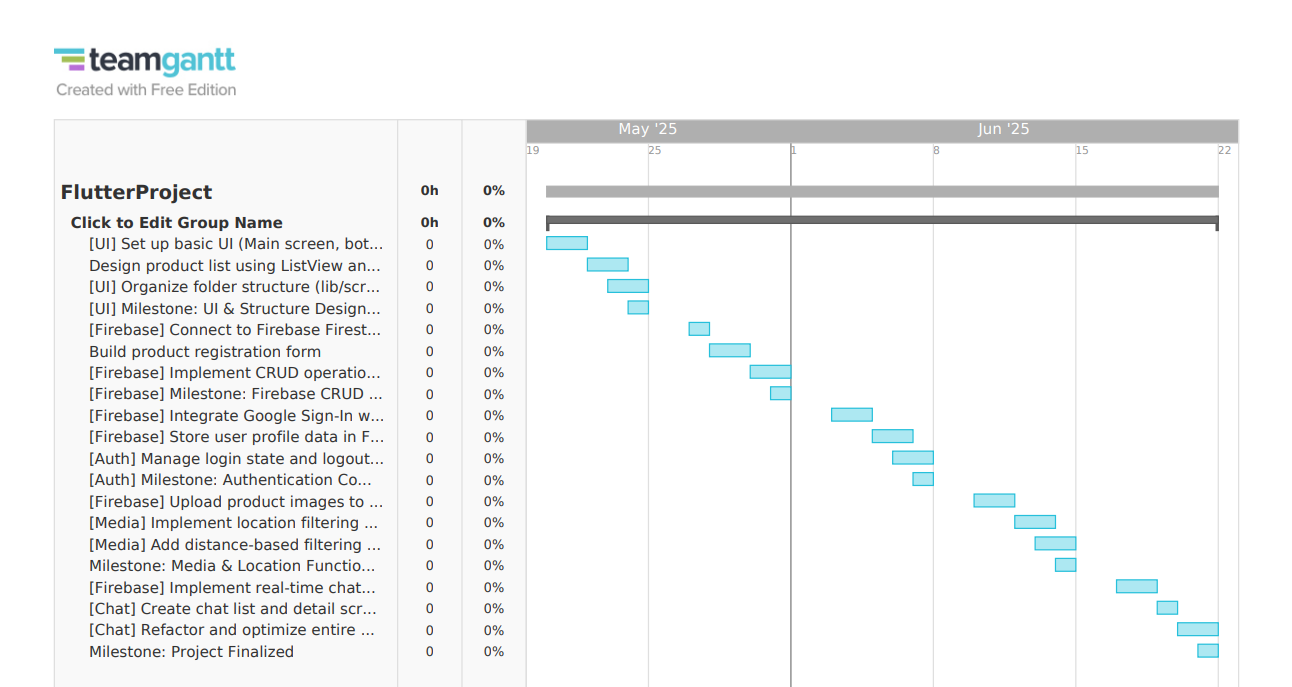 teamgantt
Created with Free Edition
May '25 Jun '25
19 25 1 8 15 22
FlutterProject 0h 0%
Click to Edit Group Name 0h 0%
[UI] Set up basic UI (Main screen, bot... 0 0%
Design product list using ListView an... 0 0%
[UI] Organize folder structure (lib/scr... 0 0%
[UI] Milestone: UI & Structure Design... 0 0%
[Firebase] Connect to Firebase Firest... 0 0%
Build product registration form 0 0%
[Firebase] Implement CRUD operatio... 0 0%
[Firebase] Milestone: Firebase CRUD ... 0 0%
[Firebase] Integrate Google Sign-In w... 0 0%
[Firebase] Store user profile data in F... 0 0%
[Auth] Manage login state and logout... 0 0%
[Auth] Milestone: Authentication Co... 0 0%
[Firebase] Upload product images to ... 0 0%
[Media] Implement location filtering ... 0 0%
[Media] Add distance-based filtering ... 0 0%
Milestone: Media & Location Functio... 0 0%
[Firebase] Implement real-time chat... 0 0%
[Chat] Create chat list and detail scr... 0 0%
[Chat] Refactor and optimize entire ... 0 0%
Milestone: Project Finalized 0 0%